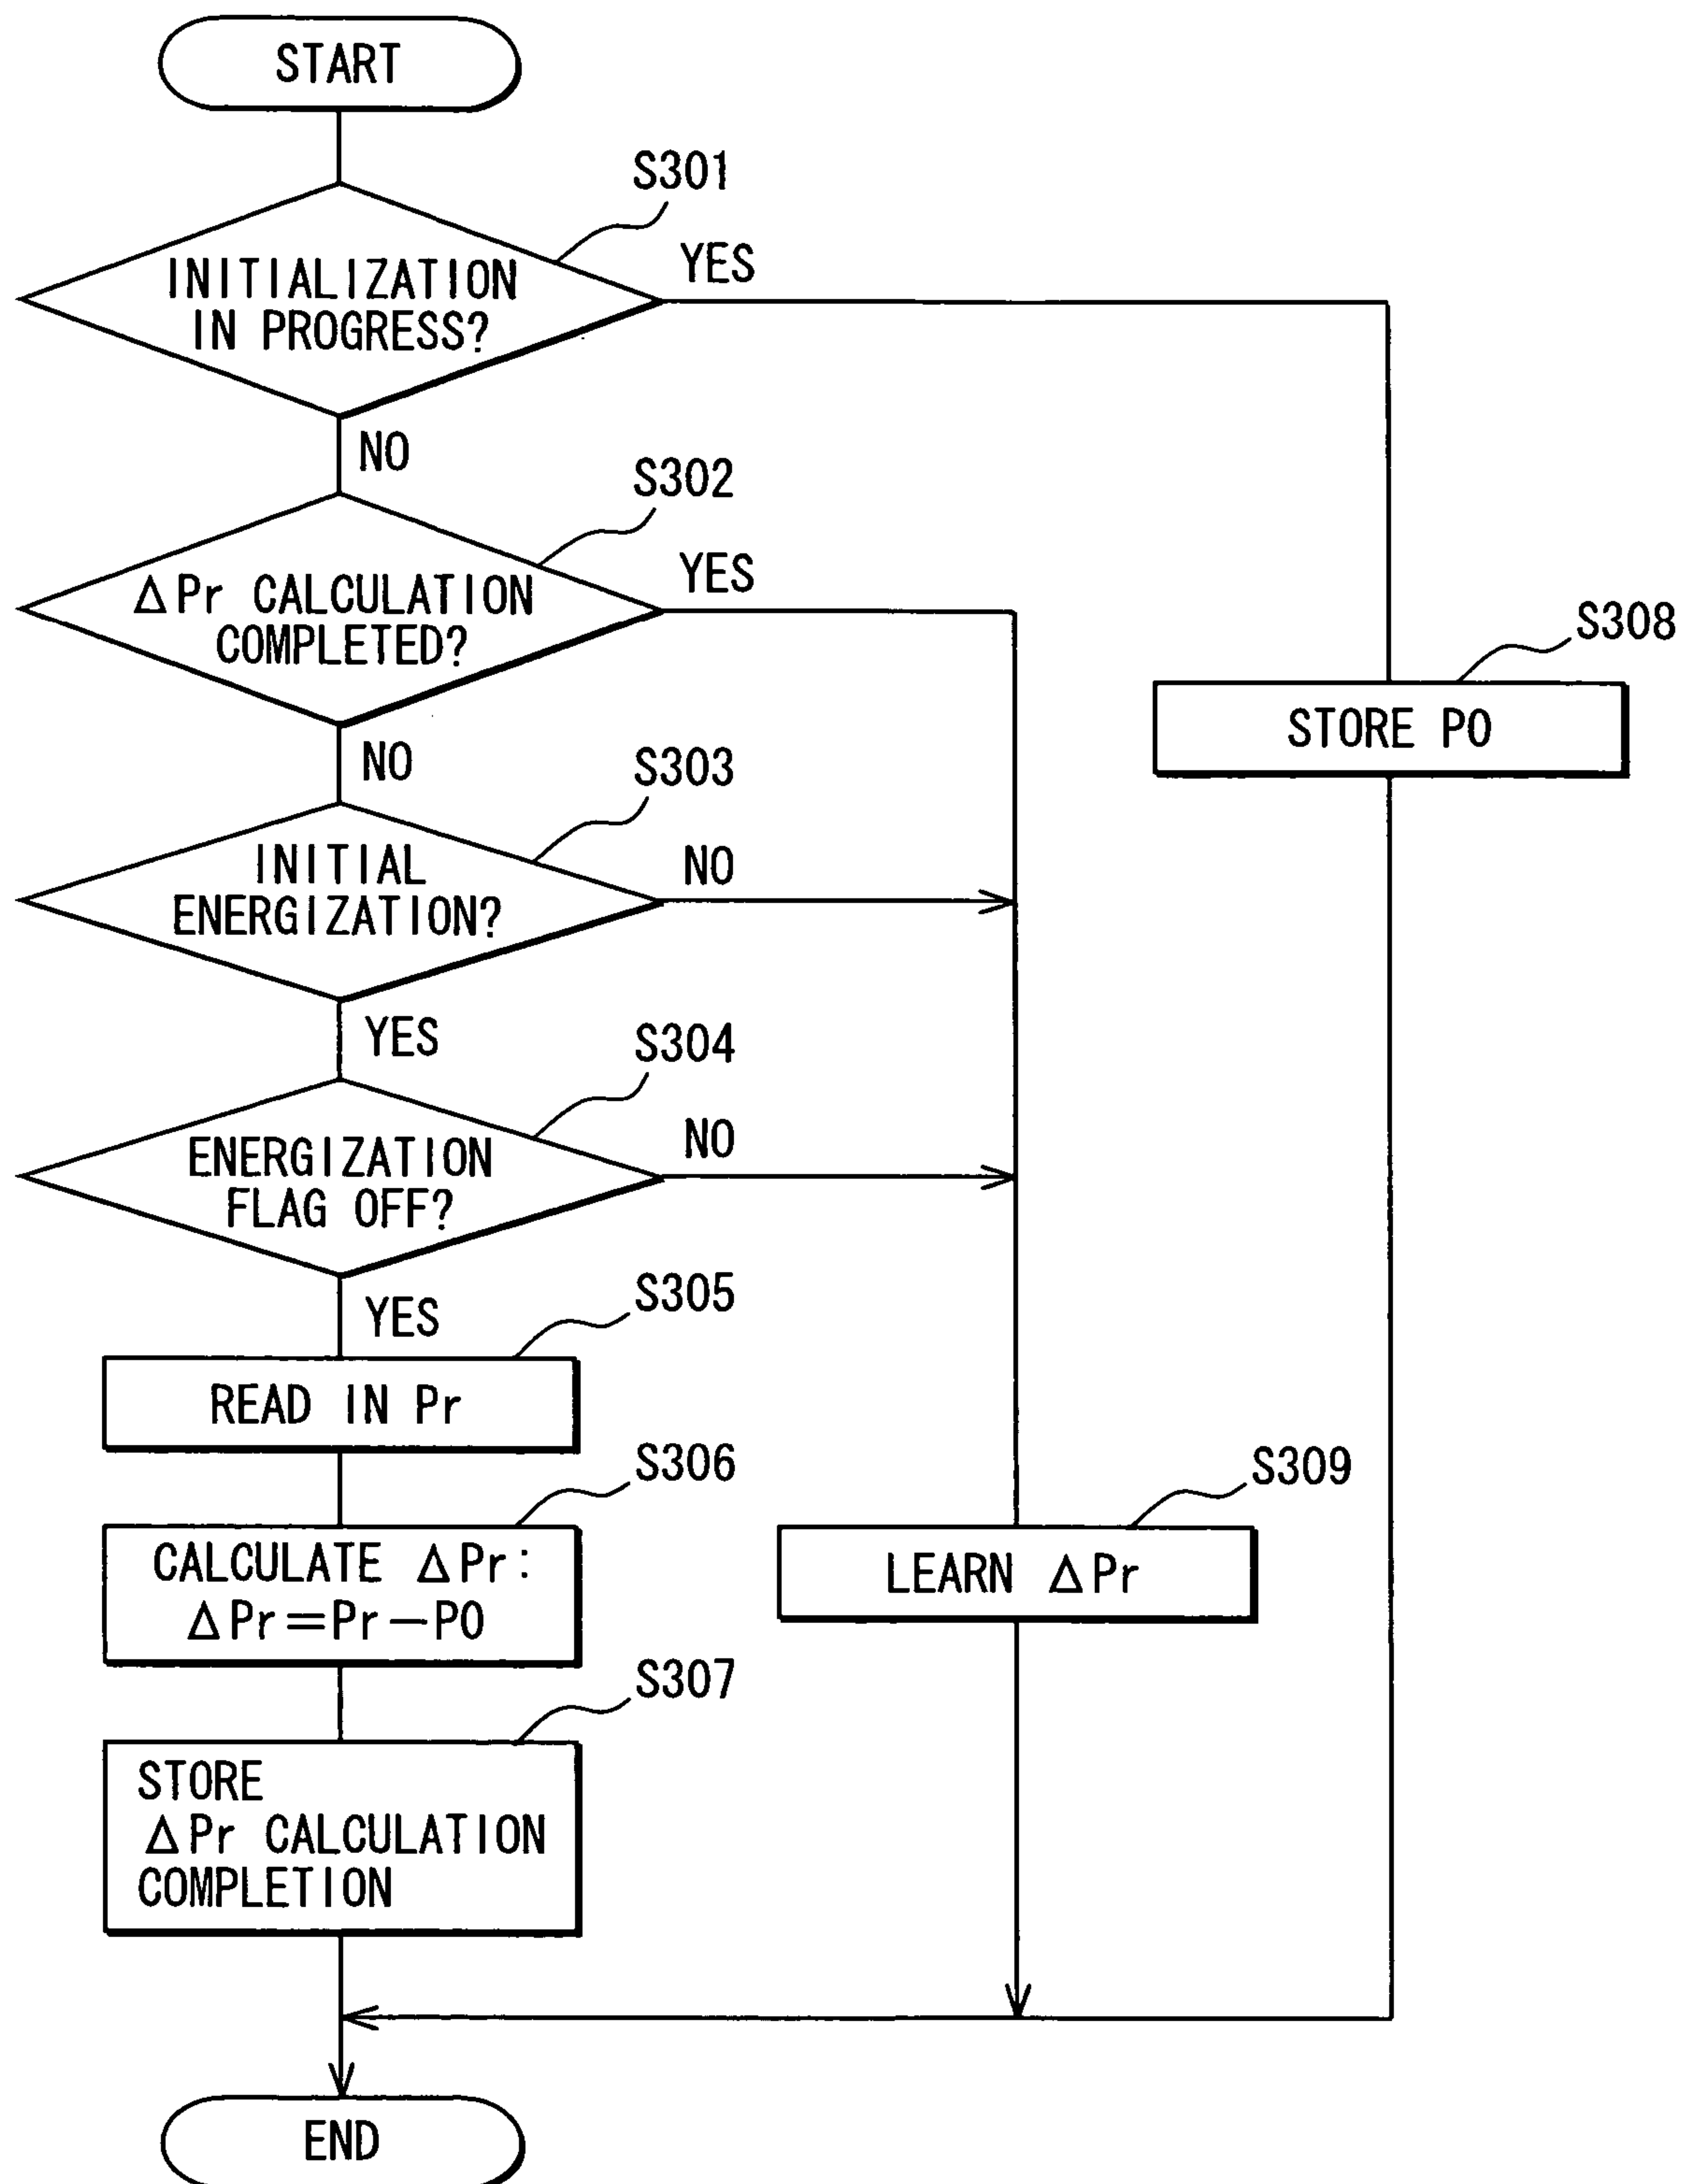 START
S301
INITIALIZATION
IN PROGRESS?
YES
NO
S302
ΔPr CALCULATION
COMPLETED?
YES
NO
S303
INITIAL
ENERGIZATION?
NO
YES
S304
ENERGIZATION
FLAG OFF?
NO
YES
S305
READ IN Pr
S306
CALCULATE ΔPr:
ΔPr=Pr-P0
S307
STORE
ΔPr CALCULATION
COMPLETION
S308
STORE P0
S309
LEARN ΔPr
END